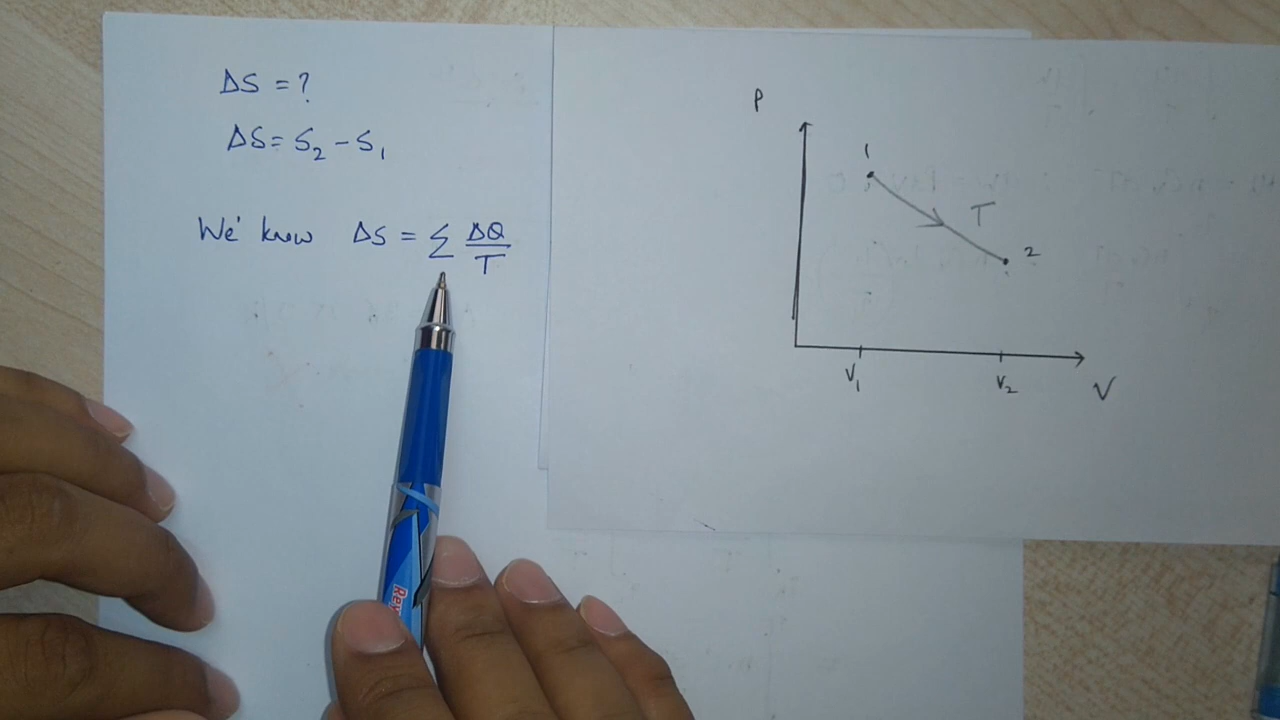 ΔS = ?
ΔS = S₂ - S₁
We know ΔS = Σ ΔQ/T
P
1
T
2
V₁ V₂
V